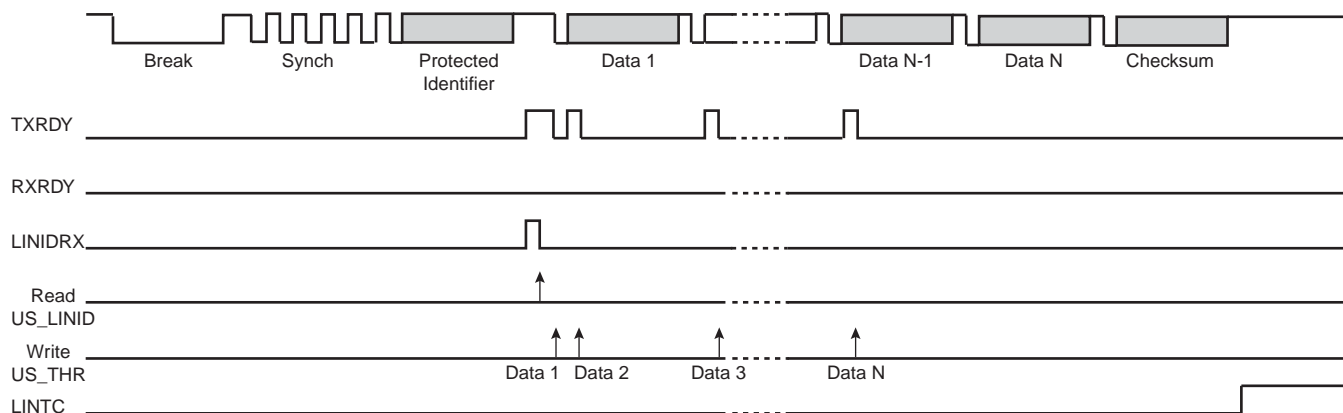 Break Synch Protected Data 1 Data N-1 Data N Checksum
Identifier
TXRDY
RXRDY
LINIDRX
Read
US_LINID
Write
US_THR
Data 1 Data 2 Data 3 Data N
LINTC